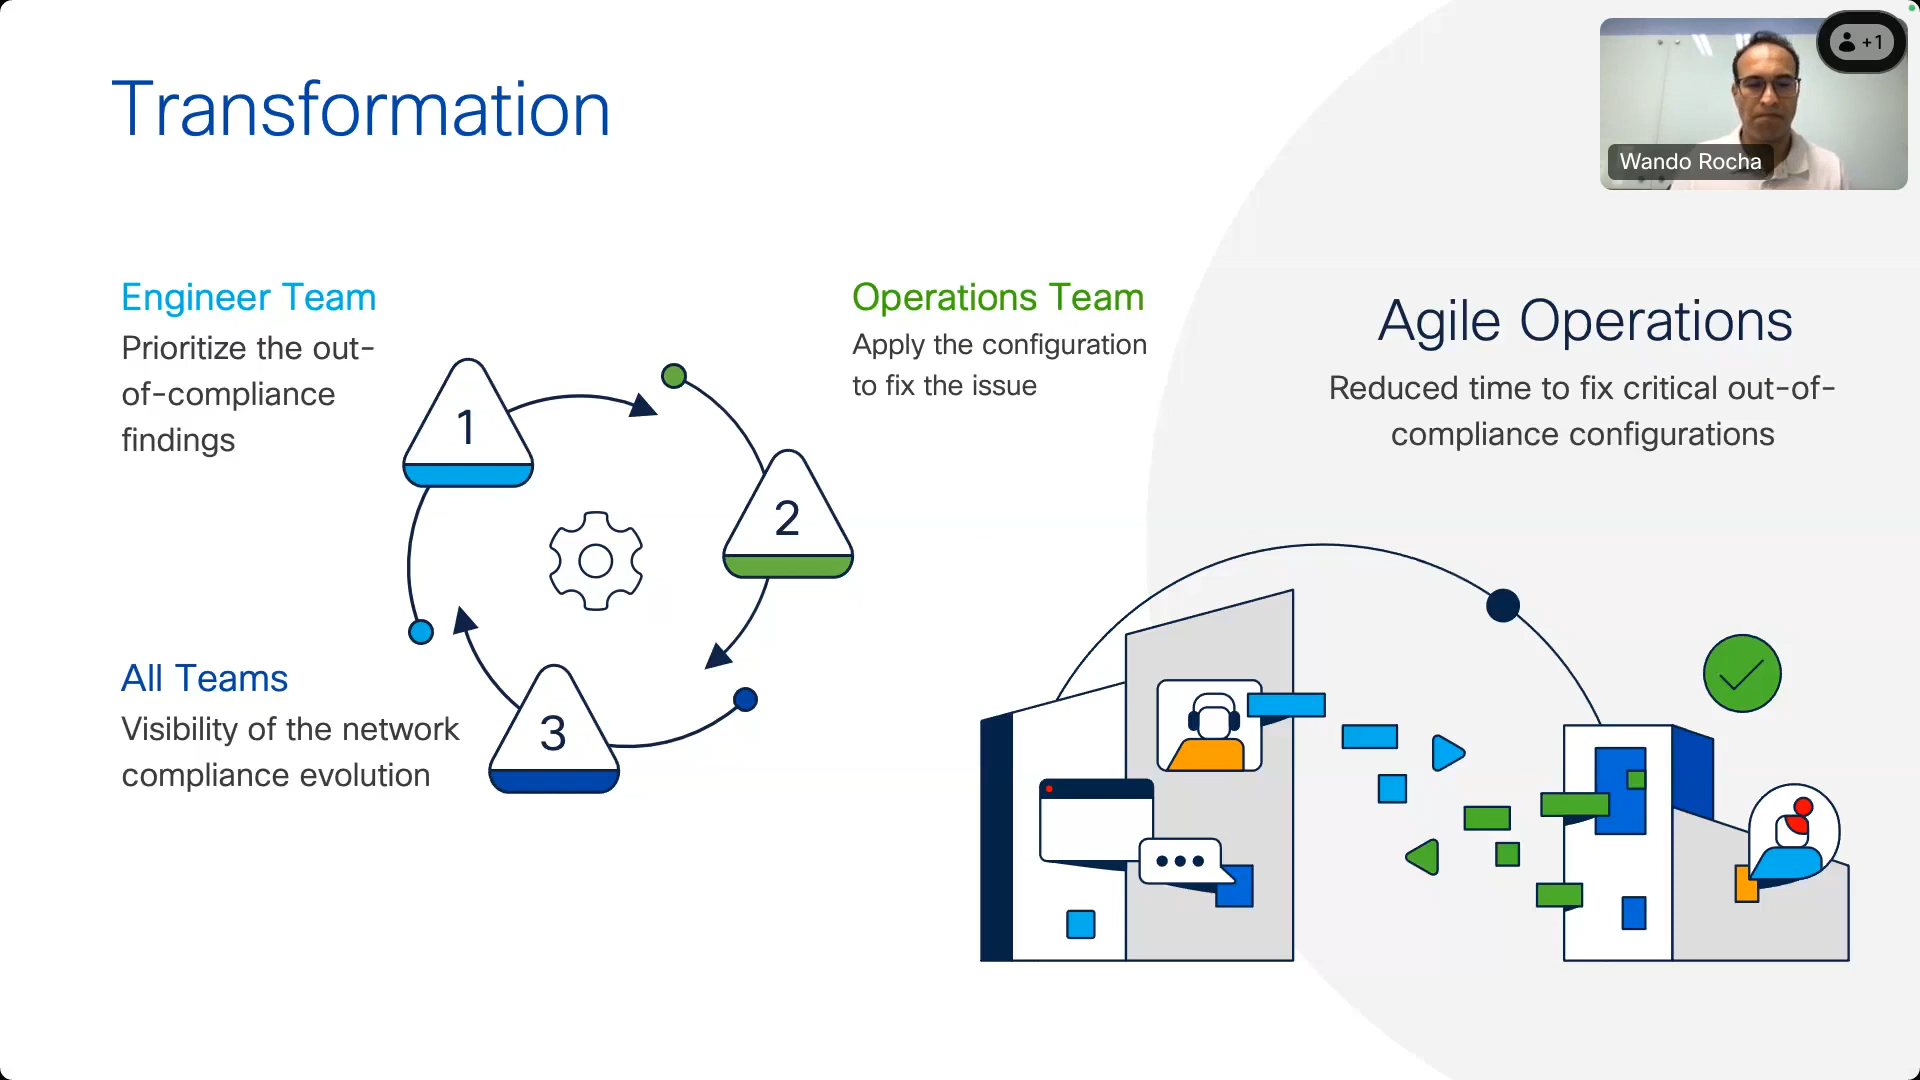 Transformation
+1
Wando Rocha
Engineer Team
Prioritize the out-
of-compliance
findings
Operations Team
Apply the configuration
to fix the issue
Agile Operations
Reduced time to fix critical out-of-
compliance configurations
1
2
All Teams
Visibility of the network
compliance evolution
3